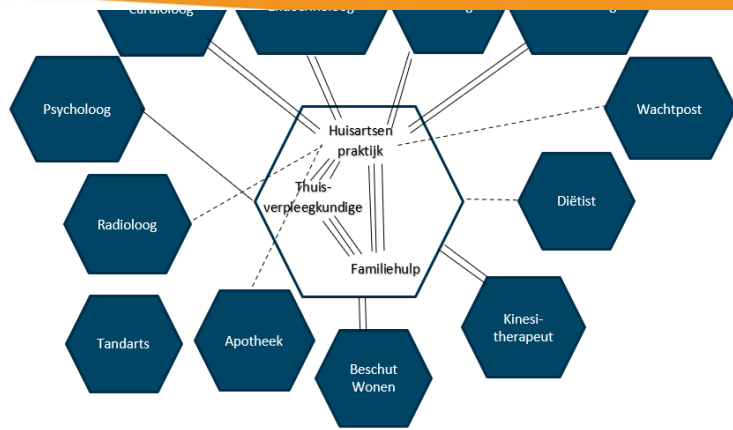 Cardioloog
Psycholoog
Huisartsen
praktijk
Wachtpost
Thuis-
verpleegkundige
Diëtist
Radioloog
Familiehulp
Kinesi-
therapeut
Tandarts
Apotheek
Beschut
Wonen